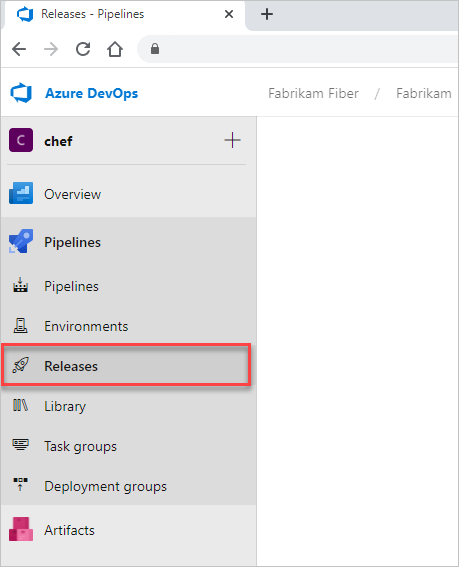 Releases - Pipelines
Azure DevOps Fabrikam Fiber / Fabrikam
C chef
Overview
Pipelines
Pipelines
Environments
Releases
Library
Task groups
Deployment groups
Artifacts